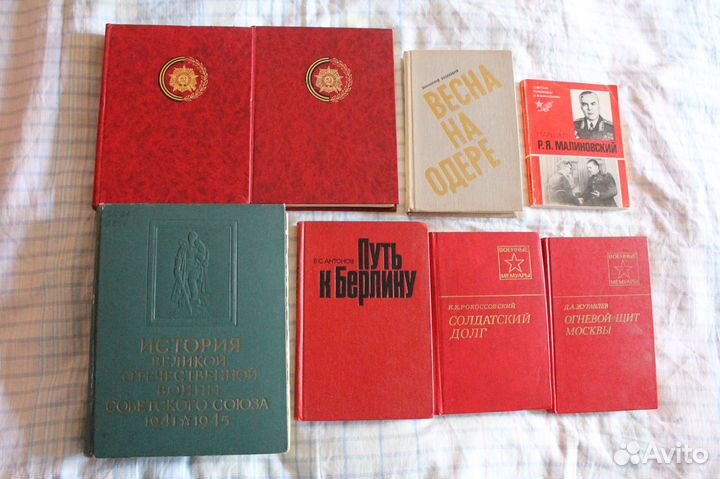 ВЕСНА
НА
ОДЕРЕ
Р.Я. МАЛИНОВСКИЙ
ИСТОРИЯ
ВЕЛИКОЙ
ОТЕЧЕСТВЕННОЙ
ВОЙНЫ
СОВЕТСКОГО СОЮЗА
1941 1945
В.С. АНТОНОВ
Путь
к Берлину
ВОЕННЫЕ
МЕМУАРЫ
К.К. РОКОССОВСКИЙ
СОЛДАТСКИЙ
ДОЛГ
ВОЕННЫЕ
МЕМУАРЫ
Д.А. ЖУРАВЛЕВ
ОГНЕВОЙ ЩИТ
МОСКВЫ
Avito